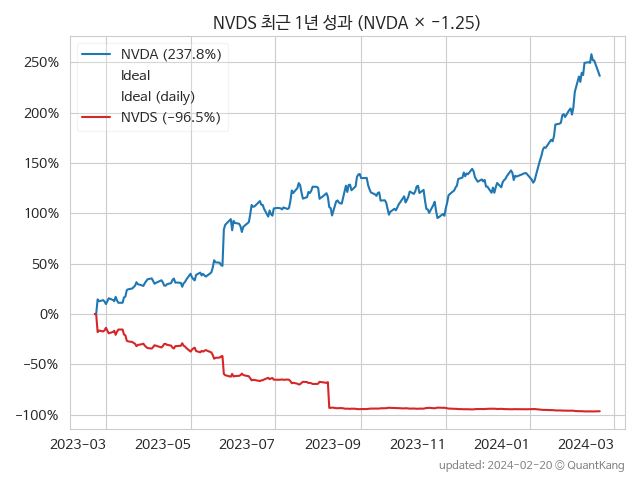 NVDS 최근 1년 성과 (NVDA × −1.25)
NVDA (237.8%)
Ideal
Ideal (daily)
NVDS (−96.5%)
250%
200%
150%
100%
50%
0%
−50%
−100%
2023−03 2023−05 2023−07 2023−09 2023−11 2024−01 2024−03
updated: 2024−02−20 © QuantKang